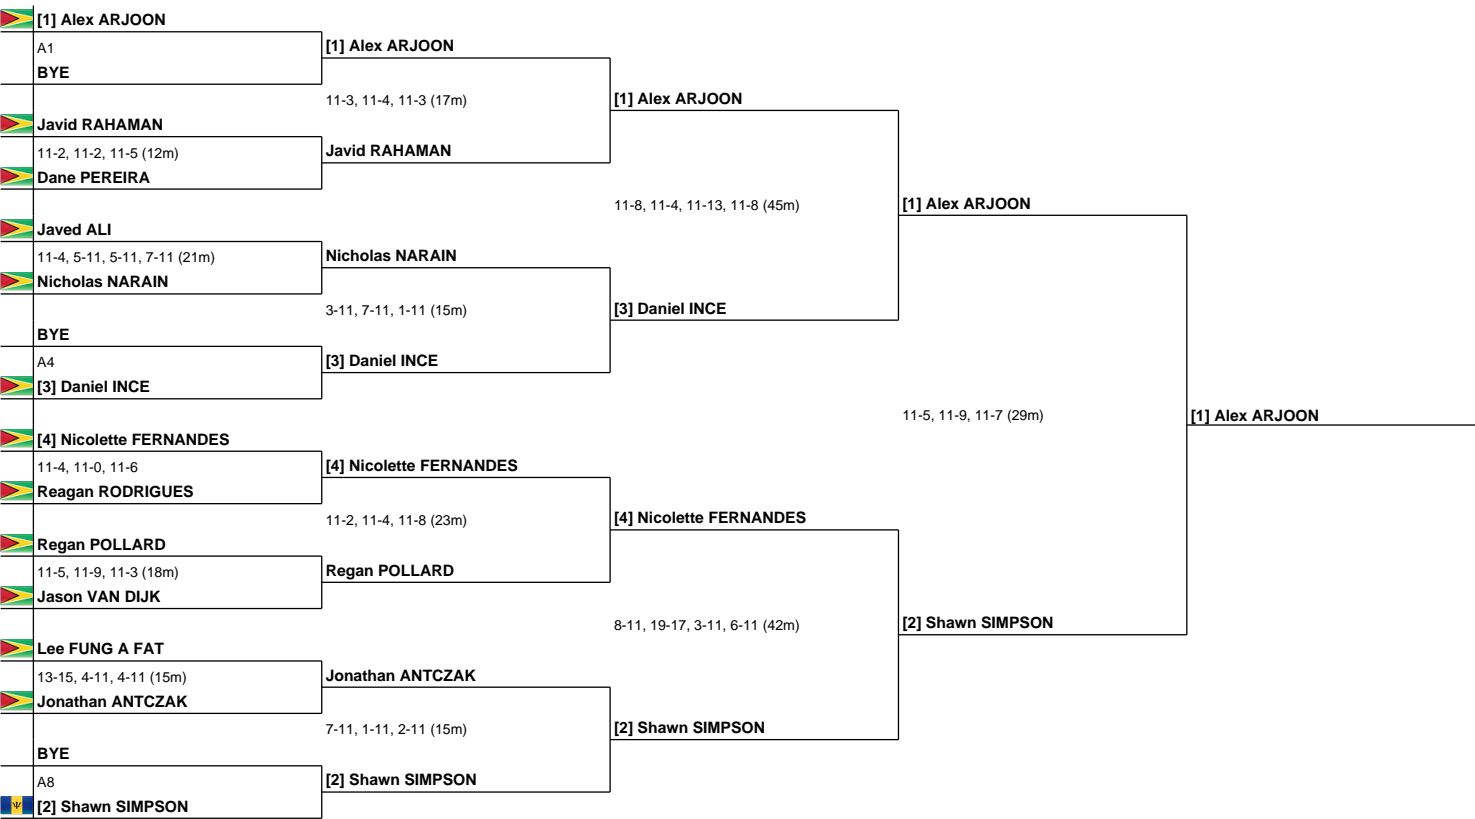 [1] Alex ARJOON
A1
BYE
Javid RAHAMAN
11-2, 11-2, 11-5 (12m)
Dane PEREIRA
Javed ALI
11-4, 5-11, 5-11, 7-11 (21m)
Nicholas NARAIN
BYE
A4
[3] Daniel INCE
[4] Nicolette FERNANDES
11-4, 11-0, 11-6
Reagan RODRIGUES
Regan POLLARD
11-5, 11-9, 11-3 (18m)
Jason VAN DIJK
Lee FUNG A FAT
13-15, 4-11, 4-11 (15m)
Jonathan ANTCZAK
BYE
A8
[2] Shawn SIMPSON
[1] Alex ARJOON
11-3, 11-4, 11-3 (17m)
Javid RAHAMAN
Nicholas NARAIN
3-11, 7-11, 1-11 (15m)
[3] Daniel INCE
[4] Nicolette FERNANDES
11-2, 11-4, 11-8 (23m)
Regan POLLARD
Jonathan ANTCZAK
7-11, 1-11, 2-11 (15m)
[2] Shawn SIMPSON
[1] Alex ARJOON
11-8, 11-4, 11-13, 11-8 (45m)
[3] Daniel INCE
[4] Nicolette FERNANDES
8-11, 19-17, 3-11, 6-11 (42m)
[2] Shawn SIMPSON
[1] Alex ARJOON
11-5, 11-9, 11-7 (29m)
[2] Shawn SIMPSON
[1] Alex ARJOON